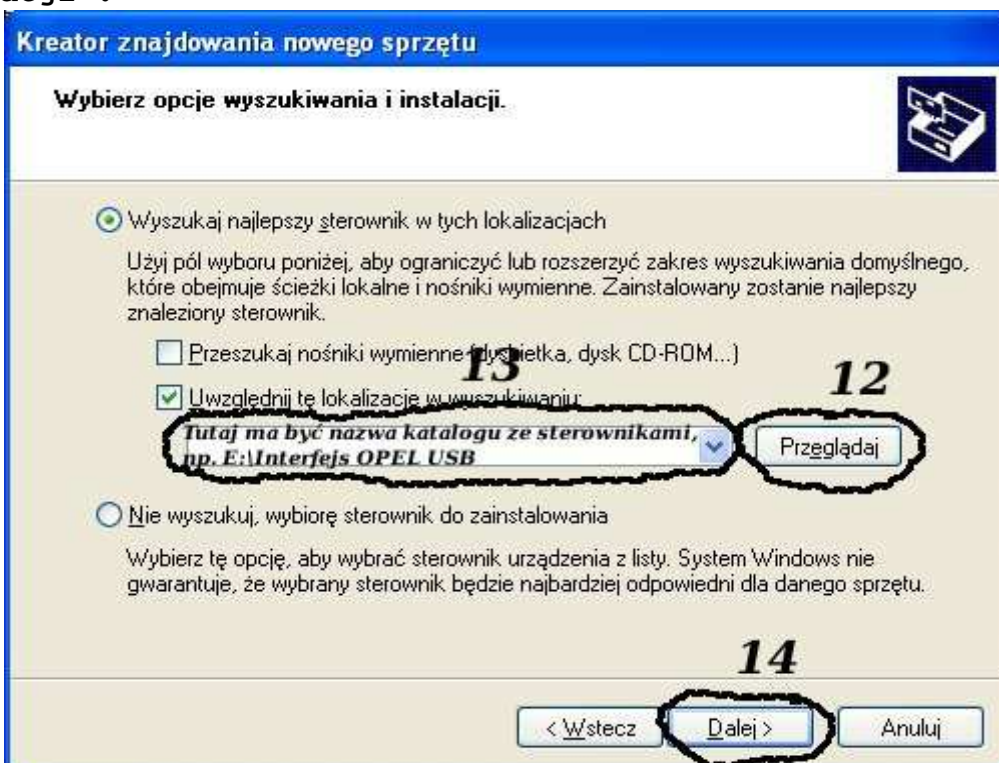 Kreator znajdowania nowego sprzętu
Wybierz opcje wyszukiwania i instalacji.
Wyszukaj najlepszy sterownik w tych lokalizacjach
Użyj pól wyboru poniżej, aby ograniczyć lub rozszerzyć zakres wyszukiwania domyślnego,
które obejmuje ścieżki lokalne i nośniki wymienne. Zainstalowany zostanie najlepszy
znaleziony sterownik.
Przeszukaj nośniki wymienne (dyskietka, dysk CD-ROM...)
13
12
Uwzględnij tę lokalizację w wyszukiwaniu:
Tutaj ma być nazwa katalogu ze sterownikami,
np. E:\Interfejs OPEL USB
Przeglądaj
Nie wyszukuj, wybiorę sterownik do zainstalowania
Wybierz tę opcję, aby wybrać sterownik urządzenia z listy. System Windows nie
gwarantuje, że wybrany sterownik będzie najbardziej odpowiedni dla danego sprzętu.
14
< Wstecz
Dalej >
Anuluj